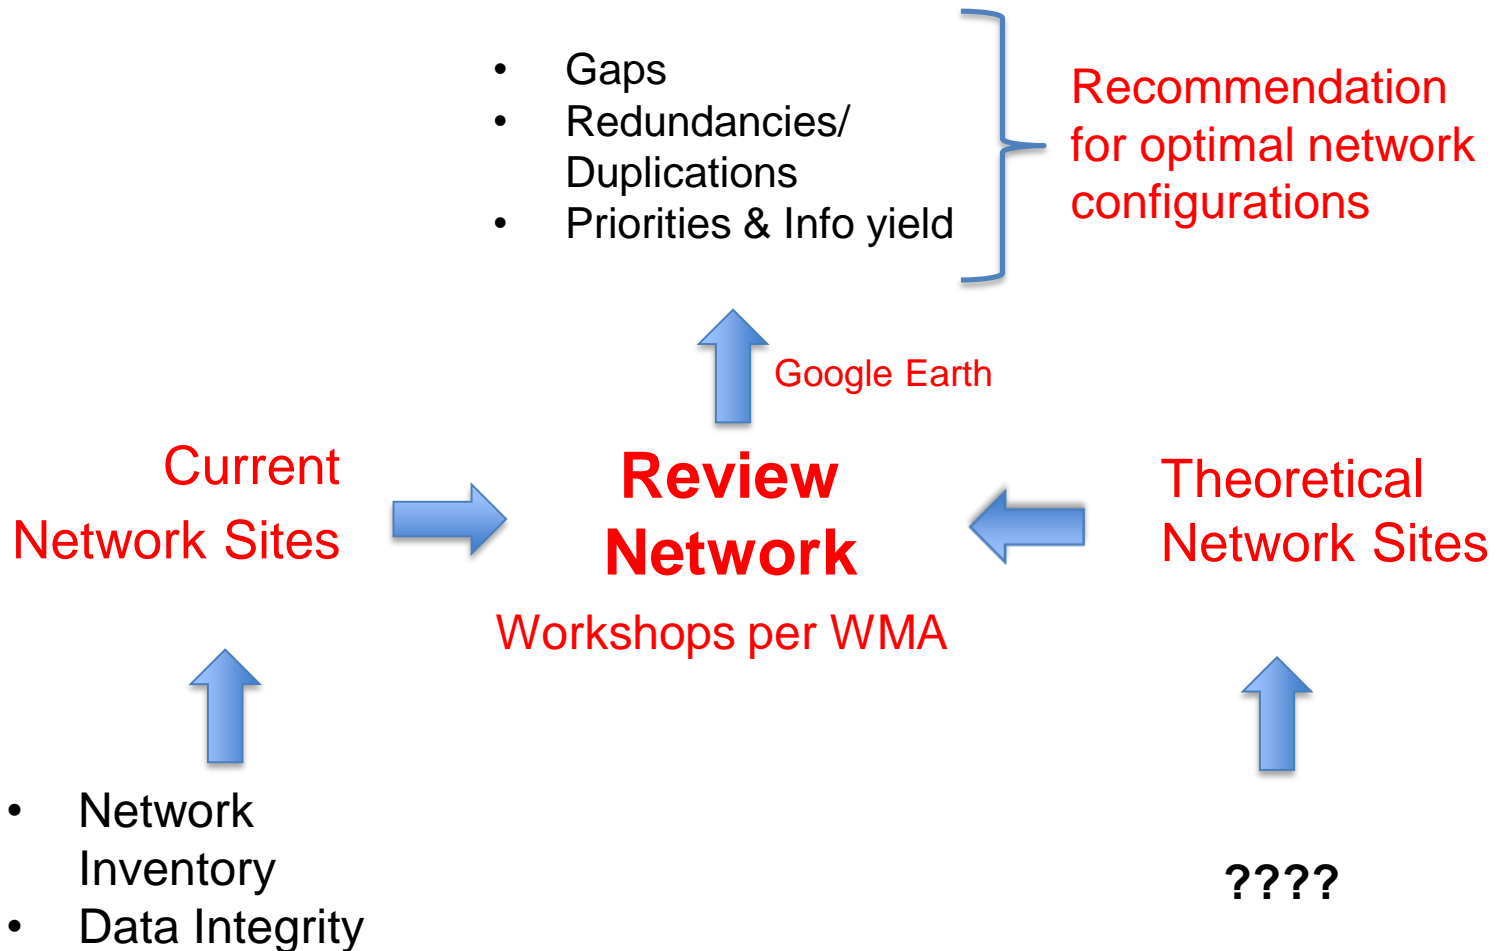 • Gaps
• Redundancies/
Duplications
• Priorities & Info yield
Recommendation
for optimal network
configurations
Google Earth
Current
Network Sites
Review
Network
Workshops per WMA
Theoretical
Network Sites
• Network
Inventory
• Data Integrity
????